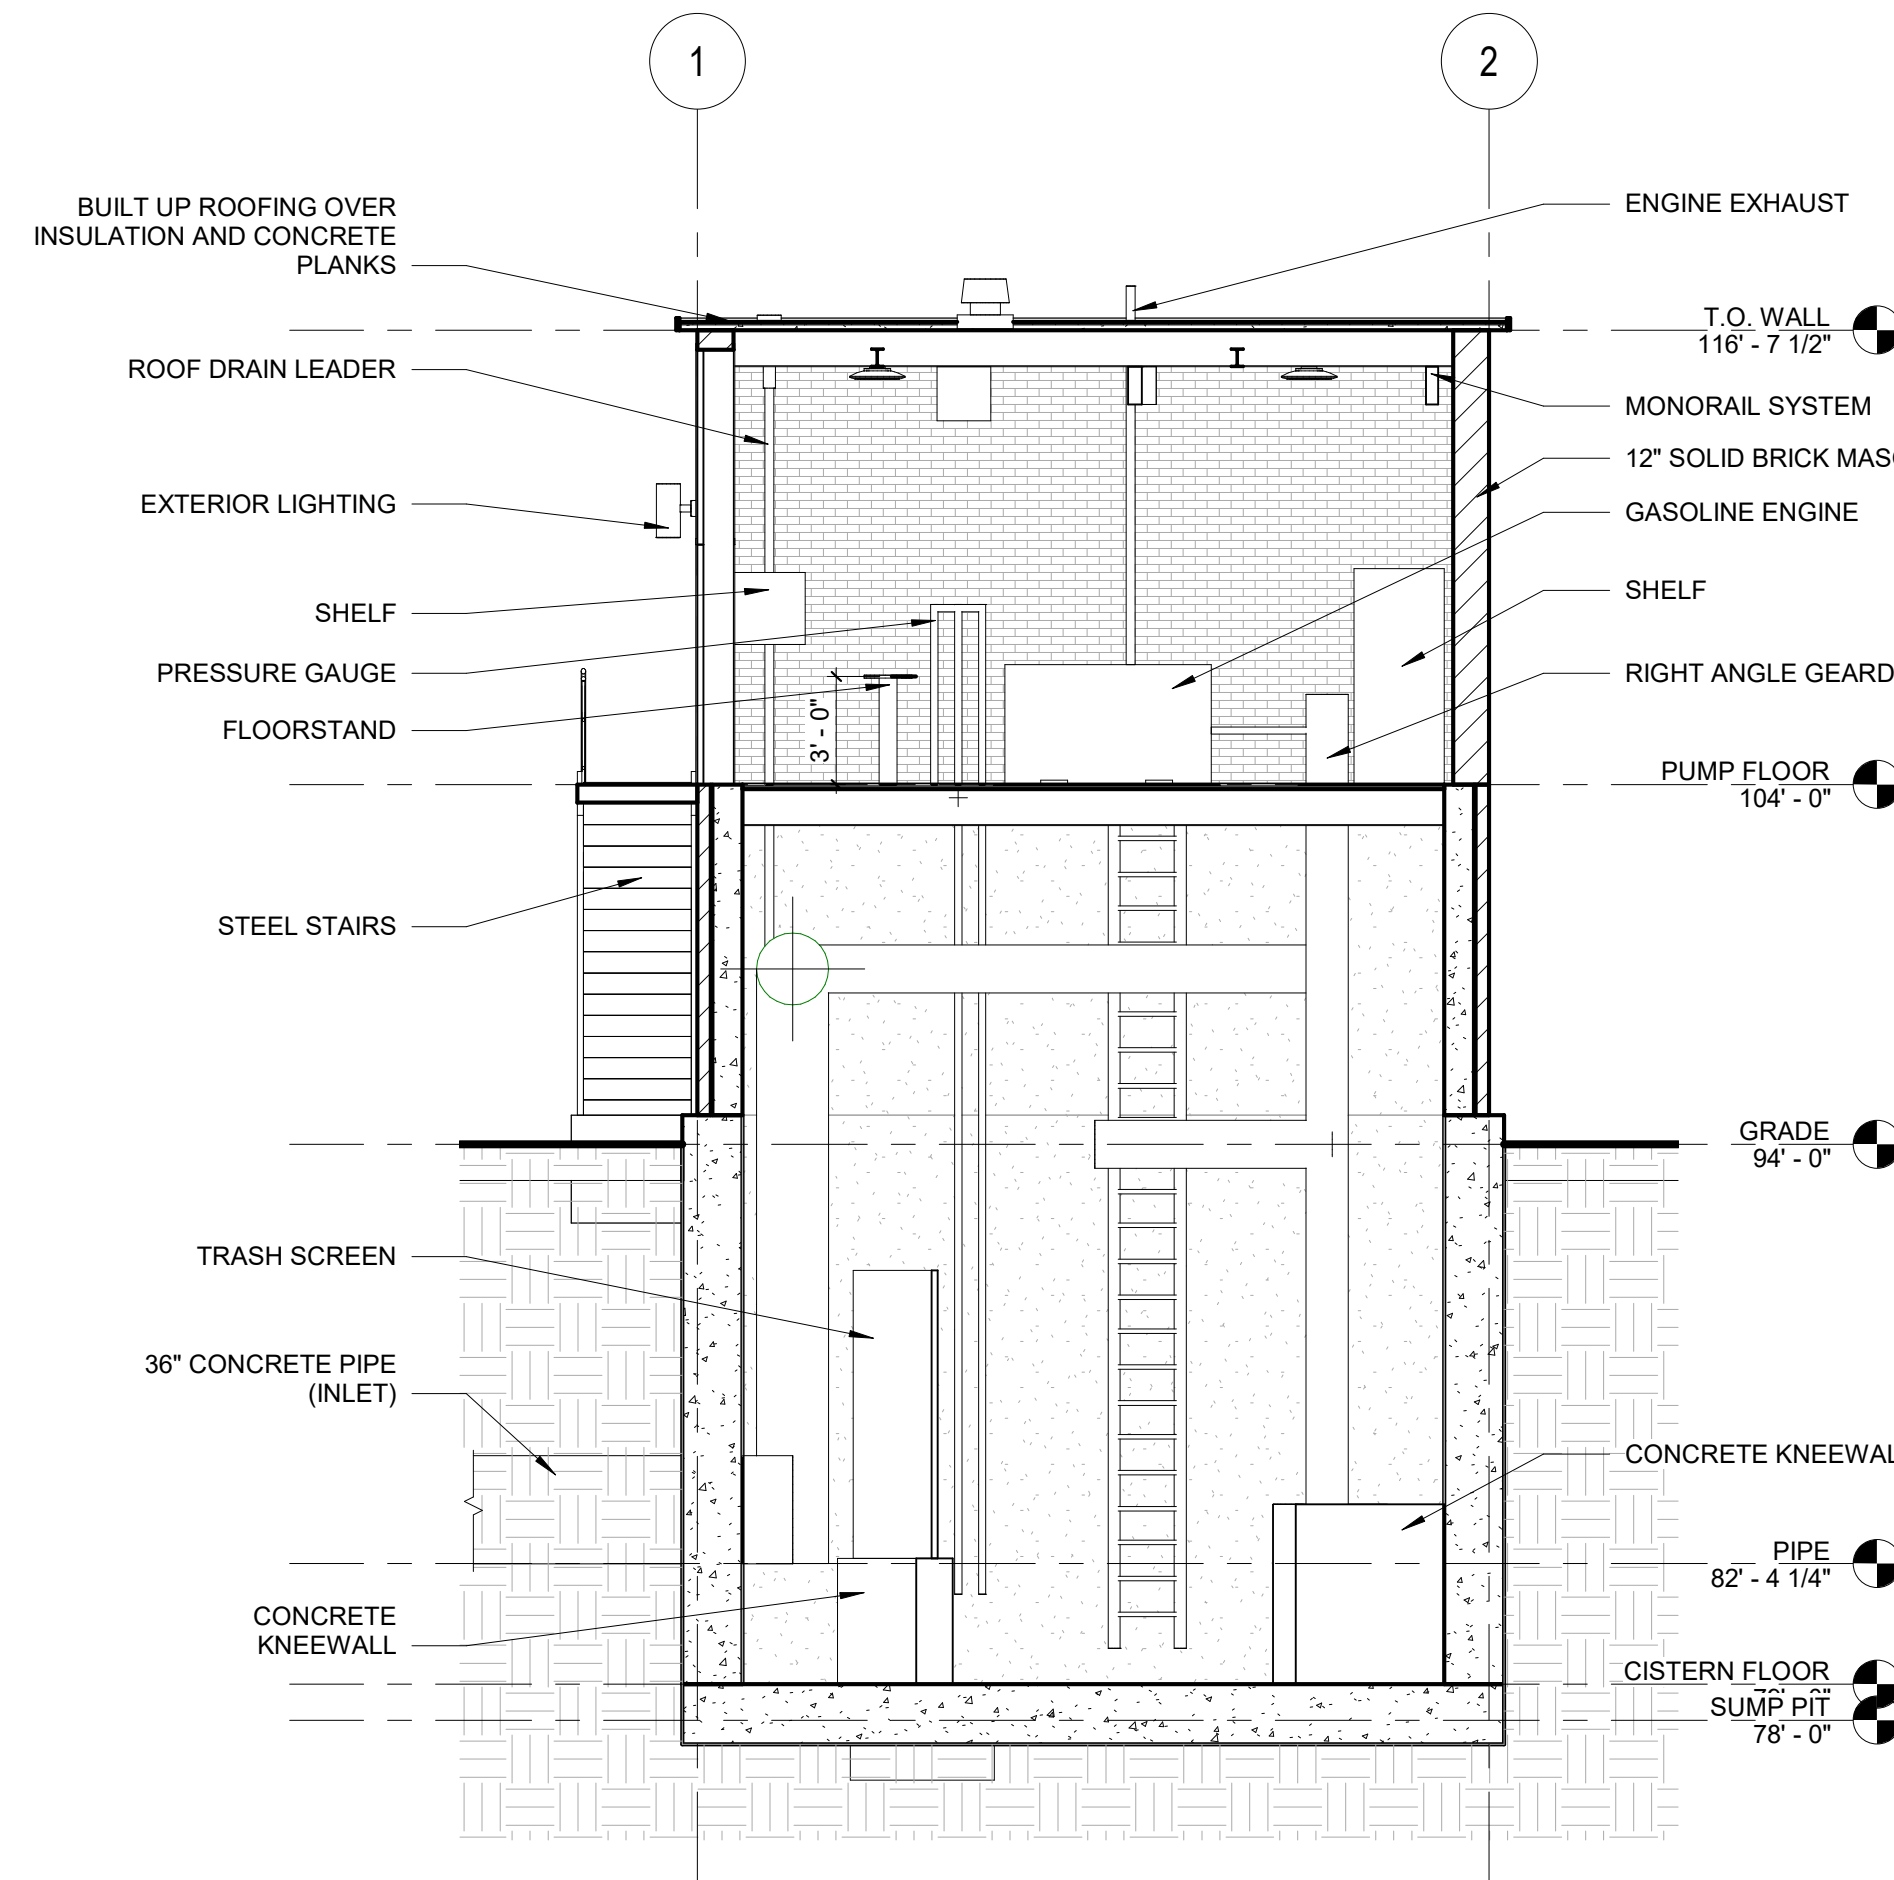 1
2
BUILT UP ROOFING OVER
INSULATION AND CONCRETE
PLANKS
ROOF DRAIN LEADER
EXTERIOR LIGHTING
SHELF
PRESSURE GAUGE
FLOORSTAND
3' - 0"
STEEL STAIRS
TRASH SCREEN
36" CONCRETE PIPE
(INLET)
CONCRETE
KNEEWALL
ENGINE EXHAUST
T.O. WALL
116' - 7 1/2"
MONORAIL SYSTEM
12" SOLID BRICK
GASOLINE ENGINE
SHELF
RIGHT ANGLE GEARD
PUMP FLOOR
104' - 0"
GRADE
94' - 0"
CONCRETE
PIPE
82' - 4 1/4"
CISTERN FLOOR
SUMP PIT
78' - 0"